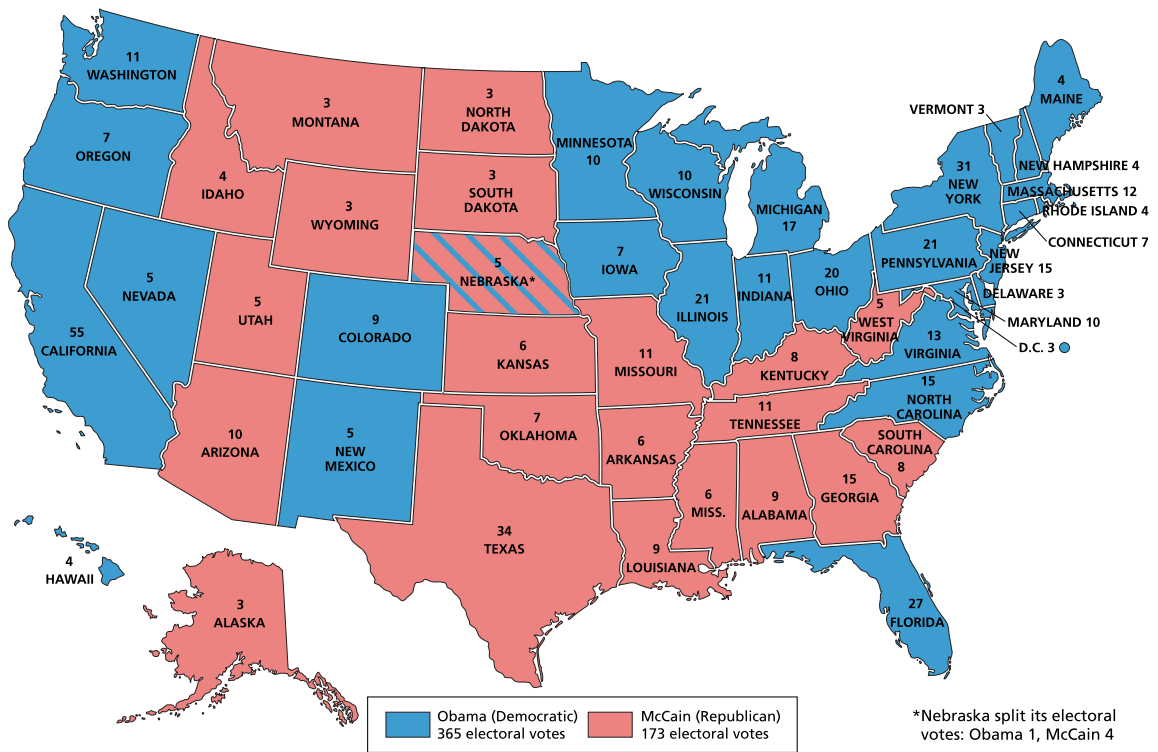 11
WASHINGTON
7
OREGON
55
CALIFORNIA
5
NEVADA
4
IDAHO
3
MONTANA
3
WYOMING
5
UTAH
9
COLORADO
10
ARIZONA
5
NEW
MEXICO
3
NORTH
DAKOTA
3
SOUTH
DAKOTA
5
NEBRASKA*
6
KANSAS
7
OKLAHOMA
34
TEXAS
MINNESOTA
10
7
IOWA
11
MISSOURI
6
ARKANSAS
9
LOUISIANA
10
WISCONSIN
21
ILLINOIS
MICHIGAN
17
11
INDIANA
20
OHIO
8
KENTUCKY
11
TENNESSEE
6
MISS.
9
ALABAMA
15
GEORGIA
27
FLORIDA
SOUTH
CAROLINA
8
15
NORTH
CAROLINA
13
VIRGINIA
5
WEST
VIRGINIA
21
PENNSYLVANIA
31
NEW
YORK
VERMONT 3
4
MAINE
NEW HAMPSHIRE 4
MASSACHUSETTS 12
RHODE ISLAND 4
CONNECTICUT 7
NEW
JERSEY 15
DELAWARE 3
MARYLAND 10
D.C. 3
4
HAWAII
3
ALASKA
Obama (Democratic)
365 electoral votes
McCain (Republican)
173 electoral votes
*Nebraska split its electoral
votes: Obama 1, McCain 4